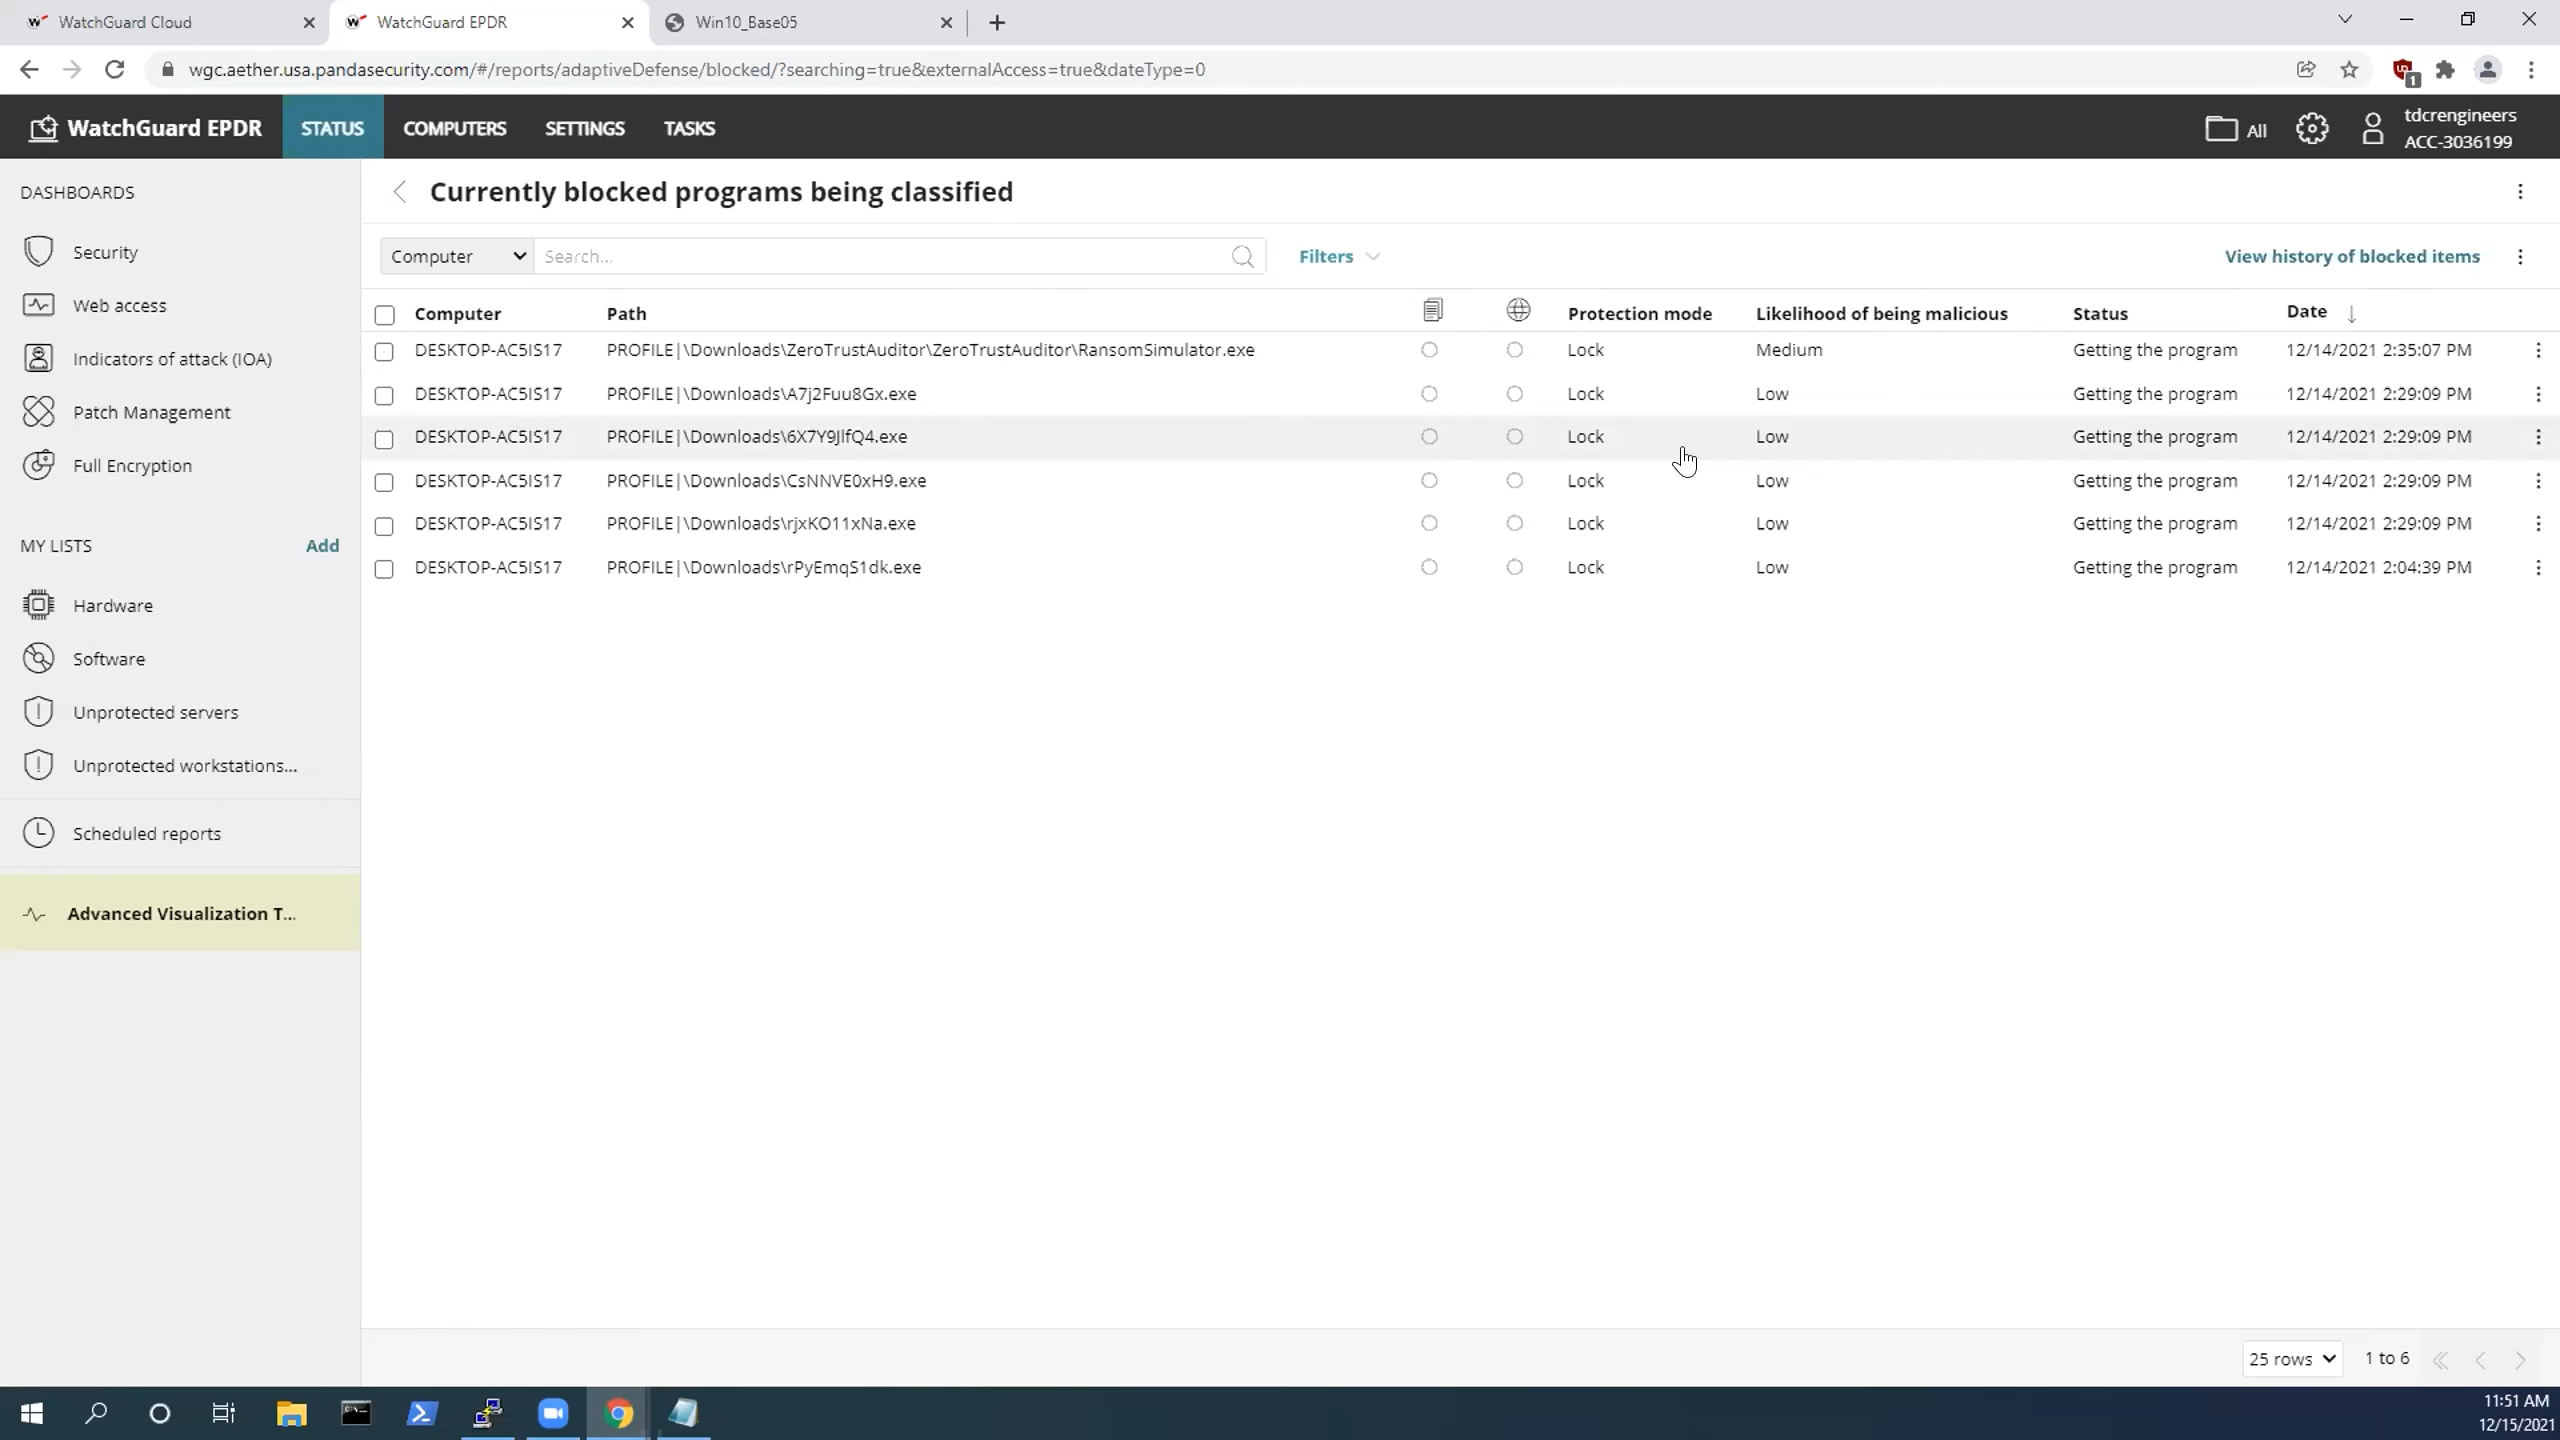 WatchGuard Cloud
WatchGuard EPDR
Win10_Base05
wgc.aether.usa.pandasecurity.com/#/reports/adaptiveDefense/blocked/?searching=true&externalAccess=true&dateType=0
1
WatchGuard EPDR STATUS COMPUTERS SETTINGS TASKS
All
tdcrengineers
ACC-3036199
DASHBOARDS
Security
Web access
Indicators of attack (IOA)
Patch Management
Full Encryption
MY LISTS Add
Hardware
Software
Unprotected servers
Unprotected workstations...
Scheduled reports
Advanced Visualization T...
Currently blocked programs being classified
Computer Search... Filters View history of blocked items
Computer Path Protection mode Likelihood of being malicious Status Date
DESKTOP-AC5IS17 PROFILE|\Downloads\ZeroTrustAuditor\ZeroTrustAuditor\RansomSimulator.exe Lock Medium Getting the program 12/14/2021 2:35:07 PM
DESKTOP-AC5IS17 PROFILE|\Downloads\A7j2Fuu8Gx.exe Lock Low Getting the program 12/14/2021 2:29:09 PM
DESKTOP-AC5IS17 PROFILE|\Downloads\6X7Y9JlfQ4.exe Lock Low Getting the program 12/14/2021 2:29:09 PM
DESKTOP-AC5IS17 PROFILE|\Downloads\CsNNVE0xH9.exe Lock Low Getting the program 12/14/2021 2:29:09 PM
DESKTOP-AC5IS17 PROFILE|\Downloads\rjxKO11xNa.exe Lock Low Getting the program 12/14/2021 2:29:09 PM
DESKTOP-AC5IS17 PROFILE|\Downloads\rPyEmqS1dk.exe Lock Low Getting the program 12/14/2021 2:04:39 PM
25 rows 1 to 6
11:51 AM
12/15/2021